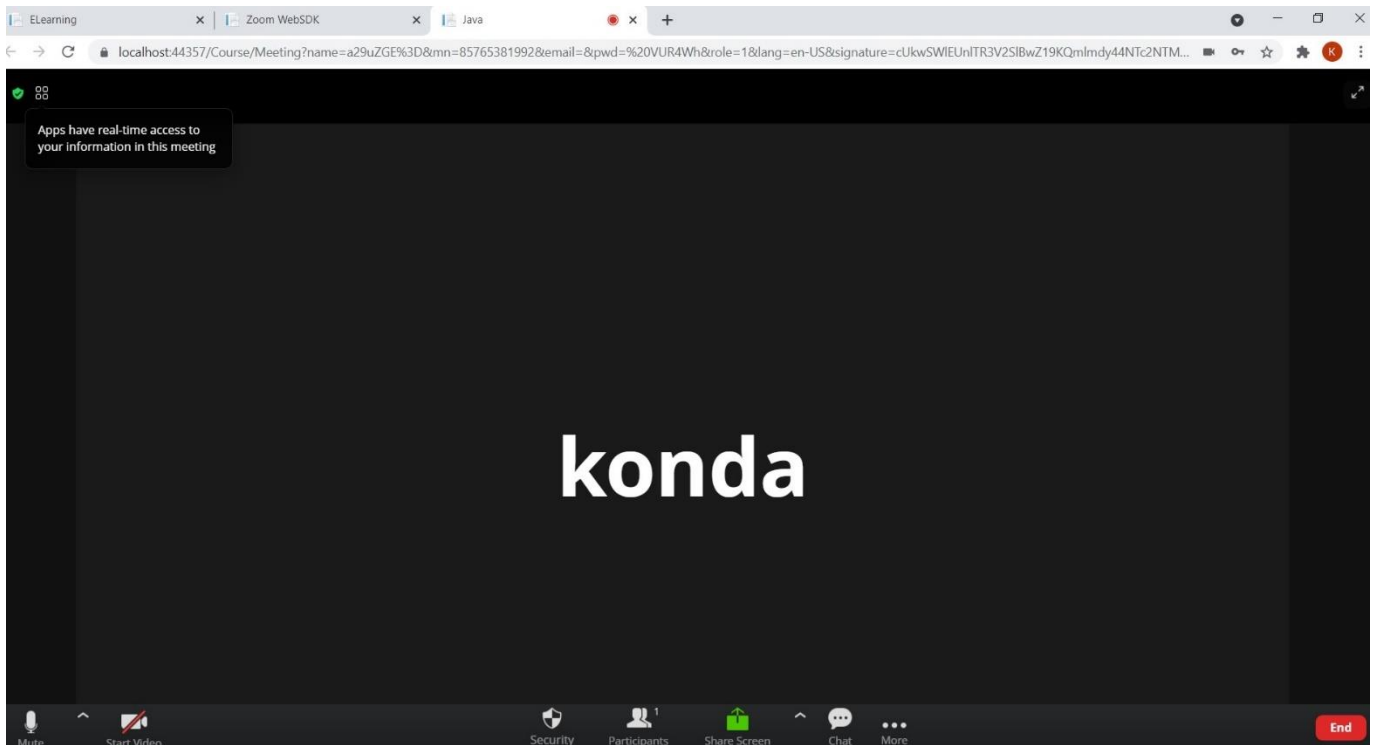 ELearning
Zoom WebSDK
Java
localhost:44357/Course/Meeting?name=a29uZGE%3D&mn=85765381992&email=&pwd=%20VUR4Wh&role=1&lang=en-US&signature=cUkwSWlEUnlTR3V2SlBwZ19KQmlmdy44NTc2NTM...
K
Apps have real-time access to
your information in this meeting
konda
Mute
Start Video
Security
Participants
1
Share Screen
Chat
More
End